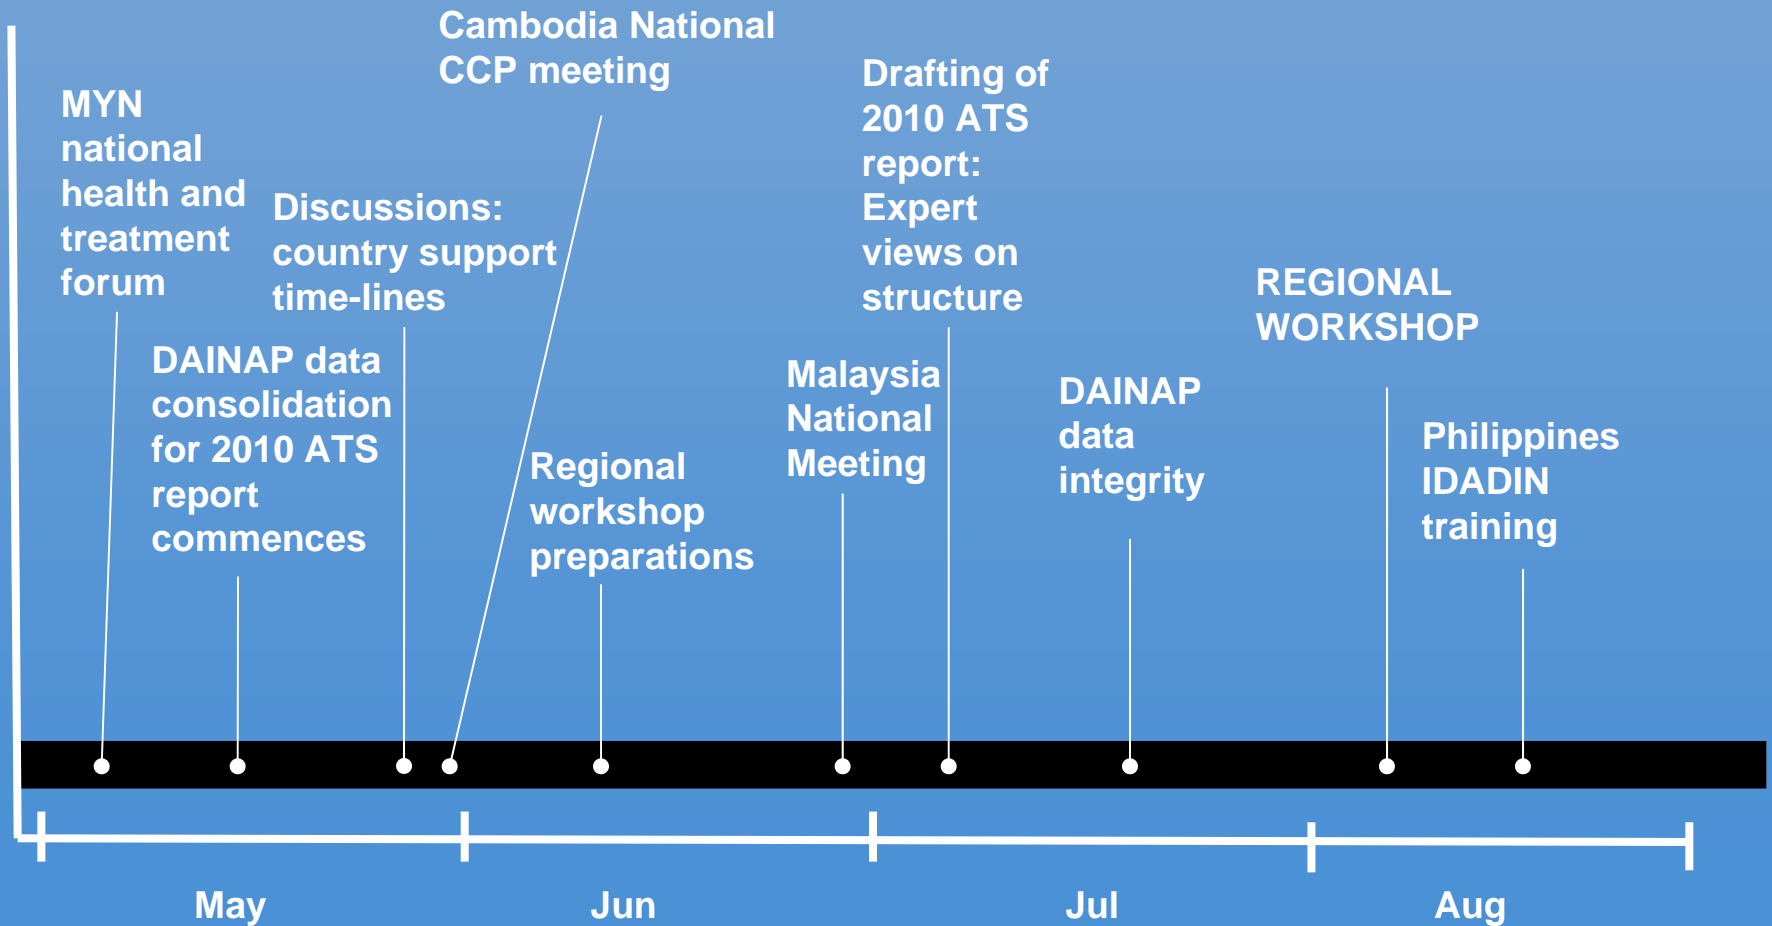 Cambodia National
CCP meeting
MYN
national
health and
treatment
forum
Discussions:
country support
time-lines
Drafting of
2010 ATS
report:
Expert
views on
structure
REGIONAL
WORKSHOP
DAINAP data
consolidation
for 2010 ATS
report
commences
Regional
workshop
preparations
Malaysia
National
Meeting
DAINAP
data
integrity
Philippines
IDADIN
training
May
Jun
Jul
Aug